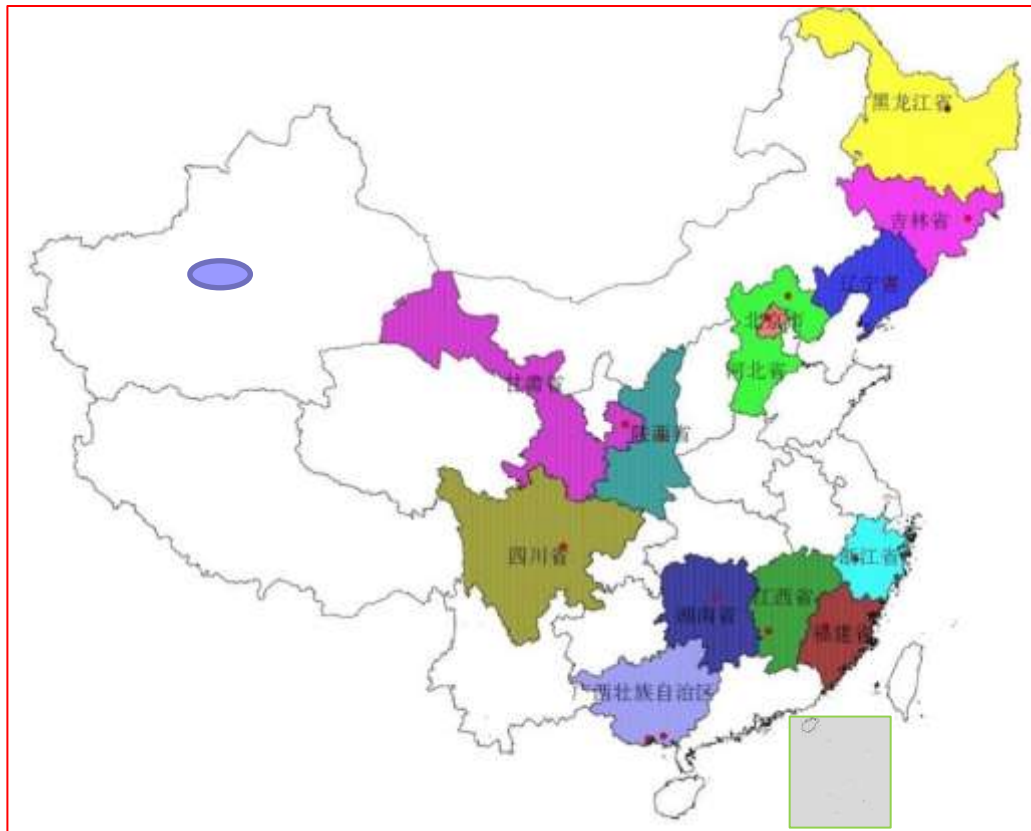 黑龙江省
吉林省
辽宁省
北京市
河北省
甘肃省
陕西省
四川省
浙江省
江西省
湖南省
福建省
广西壮族自治区